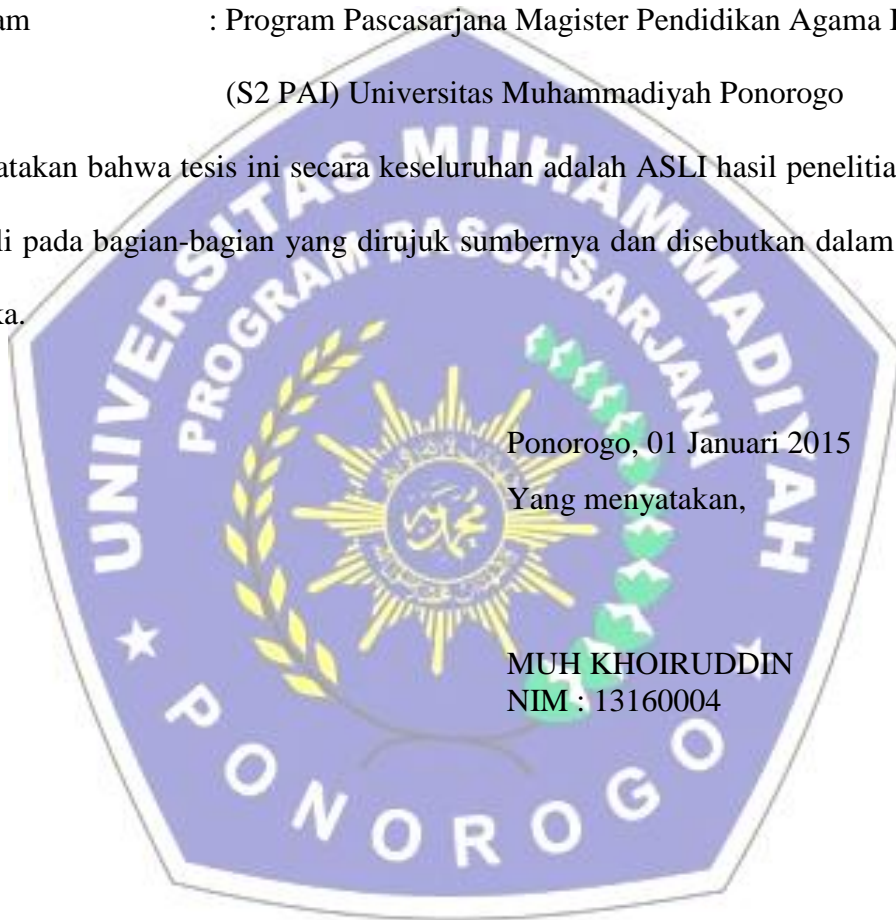 am : Program Pascasarjana Magister Pendidikan Agama I
(S2 PAI) Universitas Muhammadiyah Ponorogo
atakan bahwa tesis ini secara keseluruhan adalah ASLI hasil penelitia
li pada bagian-bagian yang dirujuk sumbernya dan disebutkan dalam
ka.
UNIVERSITAS MUHAMMADIYAH
PROGRAM PASCASARJANA
Ponorogo, 01 Januari 2015
Yang menyatakan,
محمدية
MUH KHOIRUDDIN
NIM : 13160004
PONOROGO